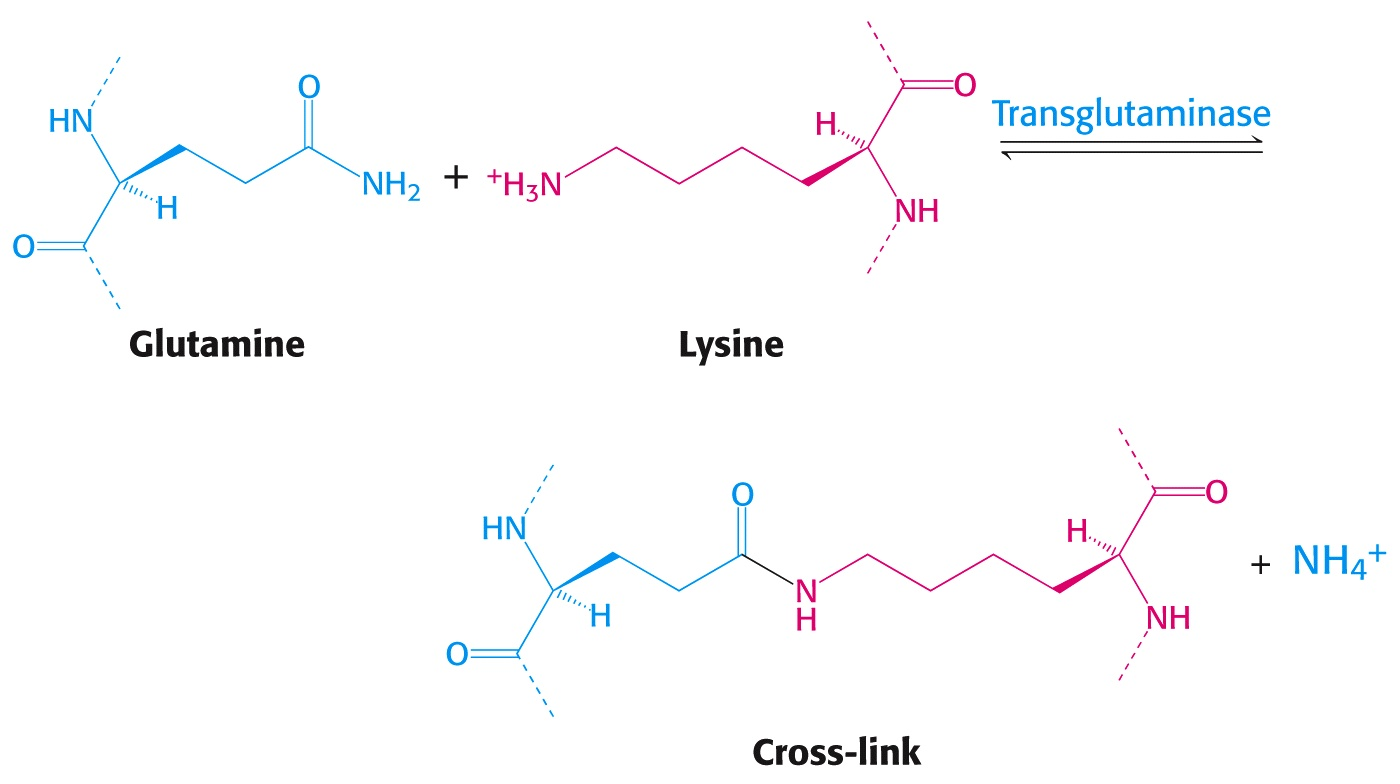 O
HN
H
O
NH₂
+
⁺H₃N
H
O
NH
Transglutaminase
Glutamine
Lysine
O
HN
H
O
N
H
H
O
NH
+ NH₄⁺
Cross-link